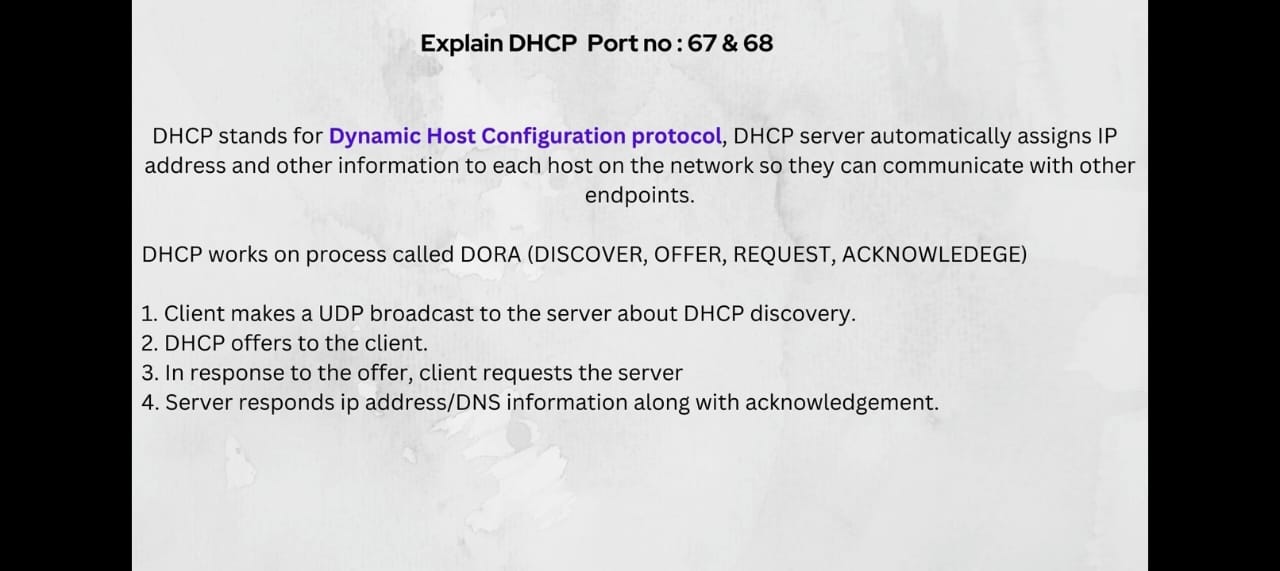 Explain DHCP Port no : 67 & 68
DHCP stands for Dynamic Host Configuration protocol, DHCP server automatically assigns IP
address and other information to each host on the network so they can communicate with other
endpoints.
DHCP works on process called DORA (DISCOVER, OFFER, REQUEST, ACKNOWLEDEGE)
1. Client makes a UDP broadcast to the server about DHCP discovery.
2. DHCP offers to the client.
3. In response to the offer, client requests the server
4. Server responds ip address/DNS information along with acknowledgement.